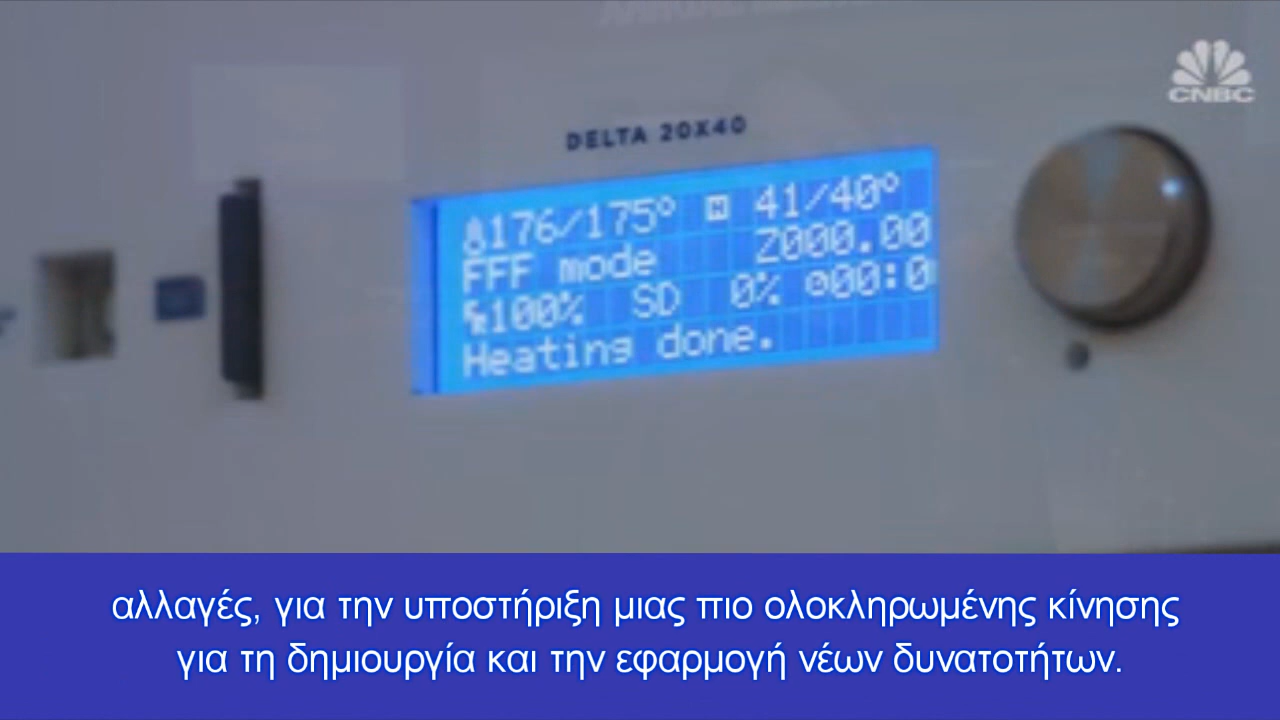 CNBC
DELTA 20X40
176/175° H 41/40°
FFF mode Z000.00
100% SD 0% 00:0
Heating done.
αλλαγές, για την υποστήριξη μιας πιο ολοκληρωμένης κίνησης
για τη δημιουργία και την εφαρμογή νέων δυνατοτήτων.